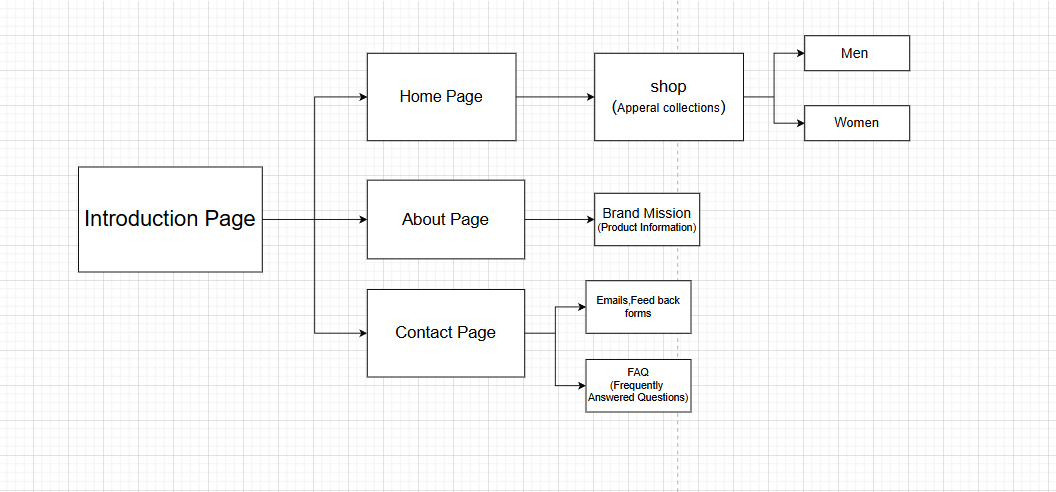 Home Page
shop
(Apperal collections)
Men
Women
Introduction Page
About Page
Brand Mission
(Product Information)
Contact Page
Emails,Feed back
forms
FAQ
(Frequently
Answered Questions)